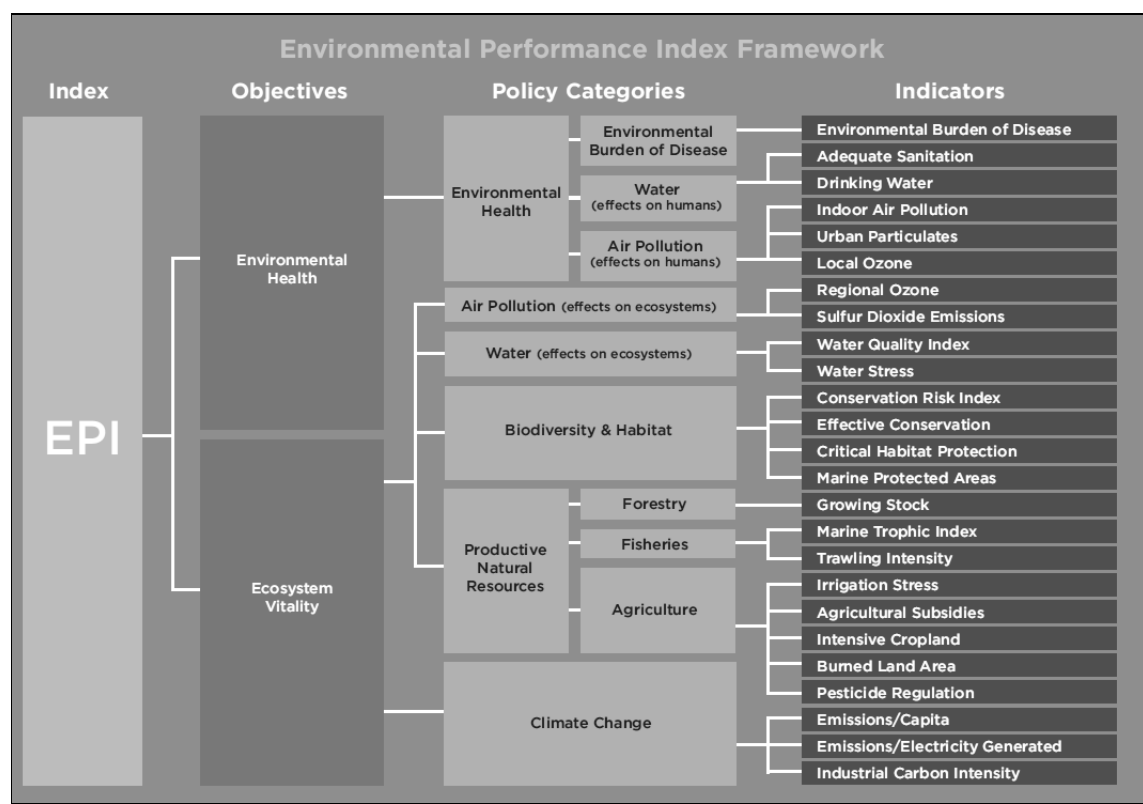 Environmental Performance Index Framework
Index
Objectives
Policy Categories
Indicators
EPI
Environmental
Health
Ecosystem
Vitality
Environmental
Health
Environmental
Burden of Disease
Water
(effects on humans)
Air Pollution
(effects on humans)
Air Pollution (effects on ecosystems)
Water (effects on ecosystems)
Biodiversity & Habitat
Productive
Natural
Resources
Forestry
Fisheries
Agriculture
Climate Change
Environmental Burden of Disease
Adequate Sanitation
Drinking Water
Indoor Air Pollution
Urban Particulates
Local Ozone
Regional Ozone
Sulfur Dioxide Emissions
Water Quality Index
Water Stress
Conservation Risk Index
Effective Conservation
Critical Habitat Protection
Marine Protected Areas
Growing Stock
Marine Trophic Index
Trawling Intensity
Irrigation Stress
Agricultural Subsidies
Intensive Cropland
Burned Land Area
Pesticide Regulation
Emissions/Capita
Emissions/Electricity Generated
Industrial Carbon Intensity